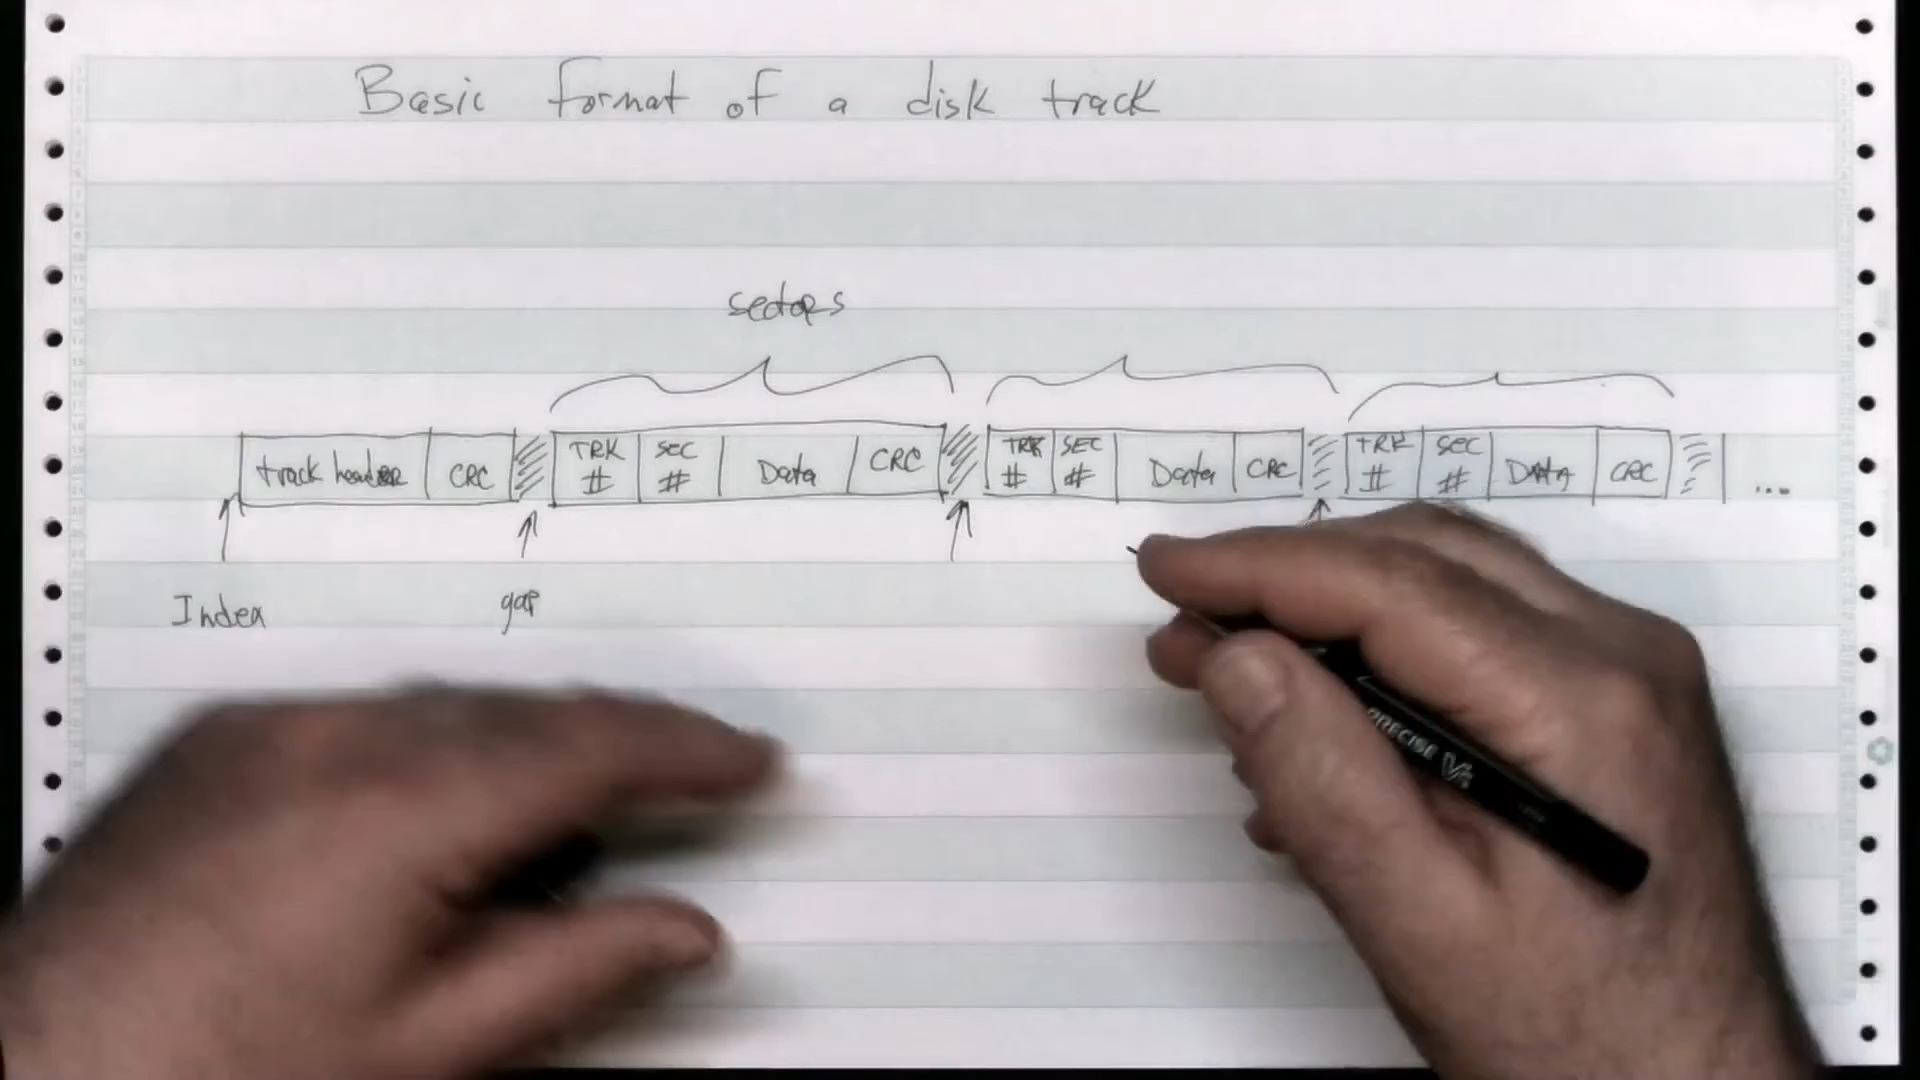 Basic format of a disk track
sectors
track header CRC TRK # SEC # Data CRC TRK # SEC # Data CRC TRK # SEC # Data CRC ...
Index gap
PRECISE V5